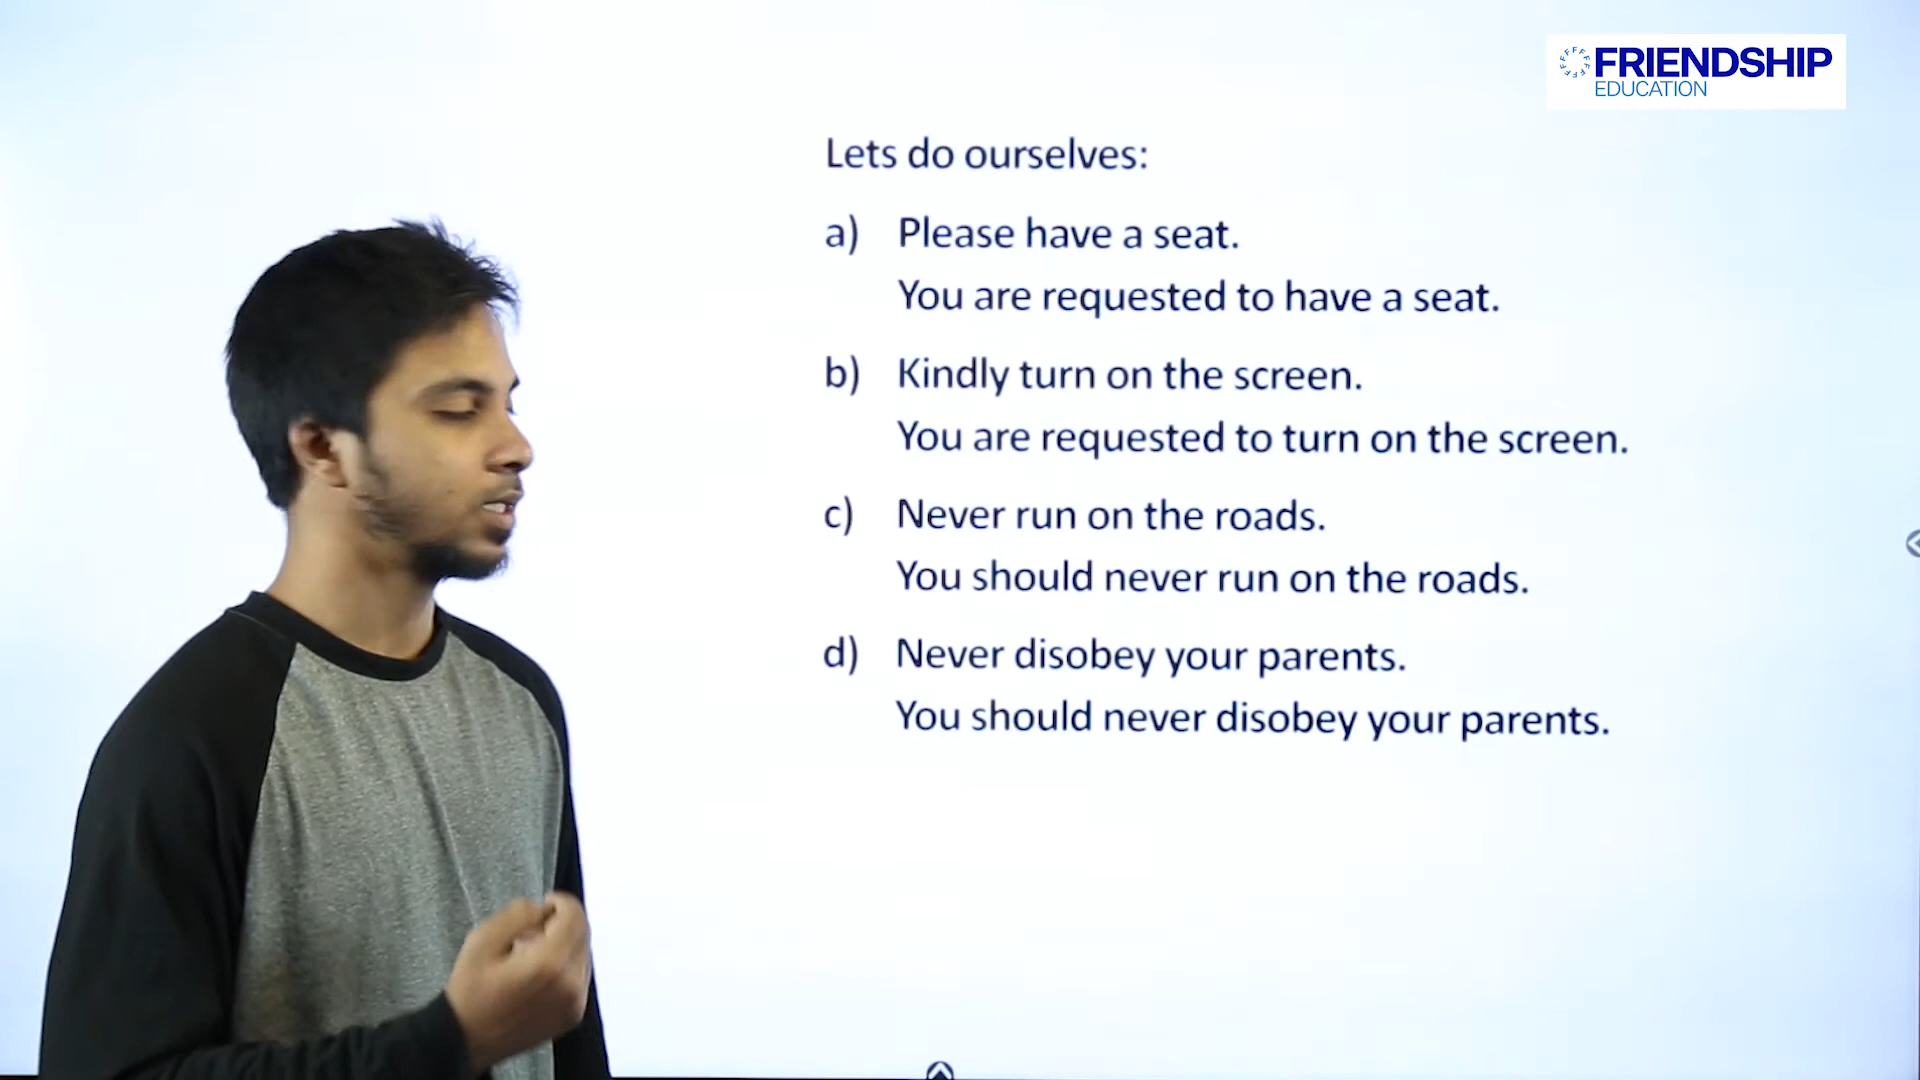 FRIENDSHIP
EDUCATION
Lets do ourselves:
a) Please have a seat.
You are requested to have a seat.
b) Kindly turn on the screen.
You are requested to turn on the screen.
c) Never run on the roads.
You should never run on the roads.
d) Never disobey your parents.
You should never disobey your parents.